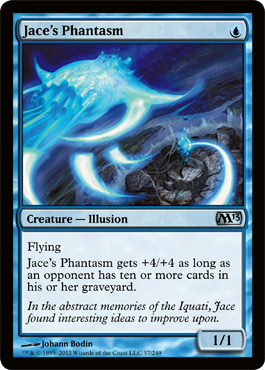 Jace's Phantasm
Creature — Illusion
M13
Flying
Jace's Phantasm gets +4/+4 as long as
an opponent has ten or more cards in
his or her graveyard.
In the abstract memories of the Iquati, Jace
found interesting ideas to improve upon.
Johann Bodin
1/1
™ & © 1993–2012 Wizards of the Coast LLC 57/249